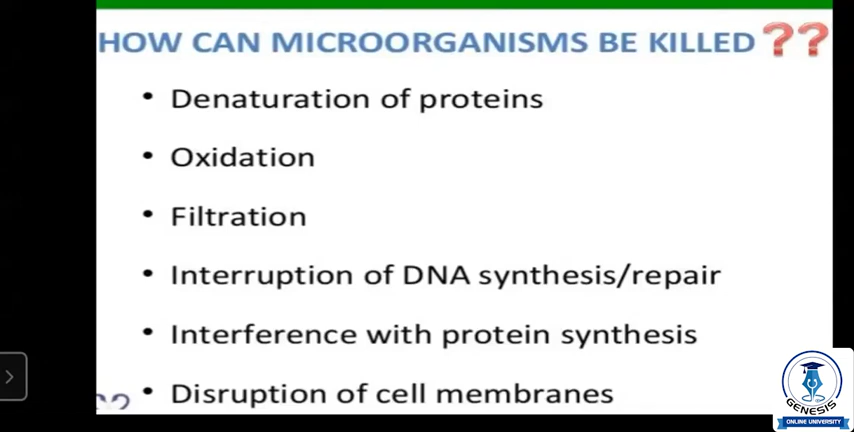 HOW CAN MICROORGANISMS BE KILLED ??
• Denaturation of proteins
• Oxidation
• Filtration
• Interruption of DNA synthesis/repair
• Interference with protein synthesis
• Disruption of cell membranes
GENESIS
ONLINE UNIVERSITY